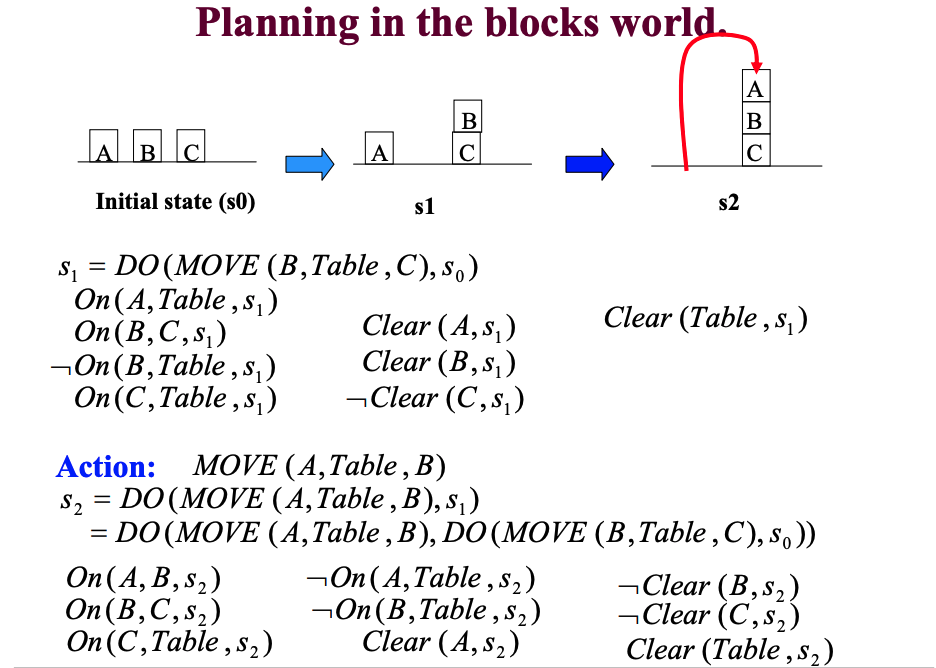 Planning in the blocks world.
A B C
A
B
C
A
B
C
Initial state (s0)
s1
s2
s₁ = DO(MOVE (B,Table ,C), s₀)
On(A,Table ,s₁)
On(B,C,s₁)
¬On(B,Table ,s₁)
On(C,Table ,s₁)
Clear (A,s₁)
Clear (B,s₁)
¬Clear (C,s₁)
Clear (Table ,s₁)
Action: MOVE (A,Table ,B)
s₂ = DO(MOVE (A,Table ,B), s₁)
= DO(MOVE (A,Table ,B), DO(MOVE (B,Table ,C), s₀))
On(A,B,s₂)
On(B,C,s₂)
On(C,Table ,s₂)
¬On(A,Table ,s₂)
¬On(B,Table ,s₂)
Clear (A,s₂)
¬Clear (B,s₂)
¬Clear (C,s₂)
Clear (Table ,s₂)